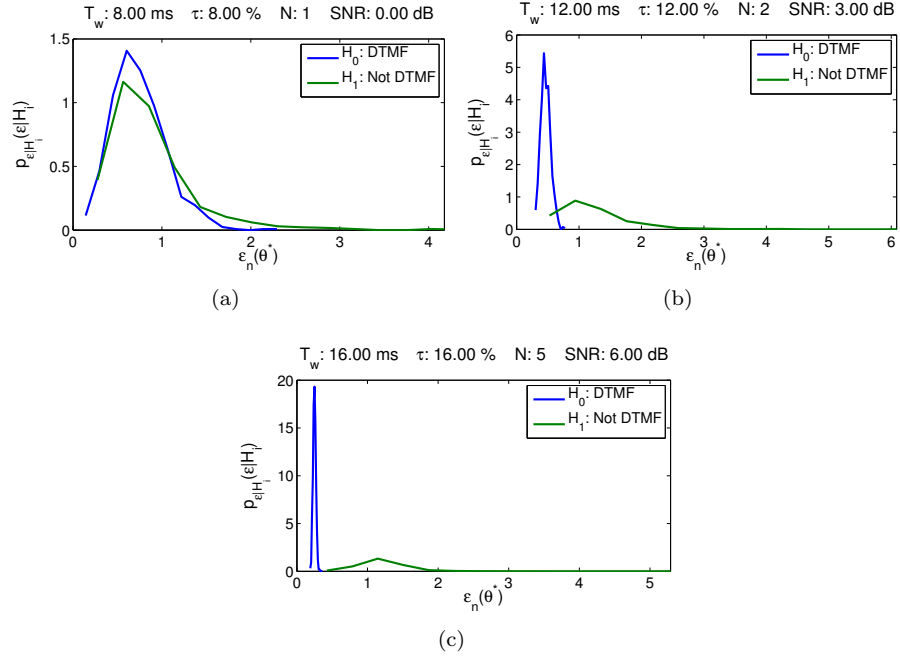 T_w: 8.00 ms τ: 8.00 % N: 1 SNR: 0.00 dB
1.5
1
0.5
0
0 1 2 3 4
p_{ε|H_i}(ε|H_i)
ε_n(θ^*)
H_0: DTMF
H_1: Not DTMF
(a)
T_w: 12.00 ms τ: 12.00 % N: 2 SNR: 3.00 dB
6
5
4
3
2
1
0
0 1 2 3 4 5 6
p_{ε|H_i}(ε|H_i)
ε_n(θ^*)
H_0: DTMF
H_1: Not DTMF
(b)
T_w: 16.00 ms τ: 16.00 % N: 5 SNR: 6.00 dB
20
15
10
5
0
0 1 2 3 4 5
p_{ε|H_i}(ε|H_i)
ε_n(θ^*)
H_0: DTMF
H_1: Not DTMF
(c)